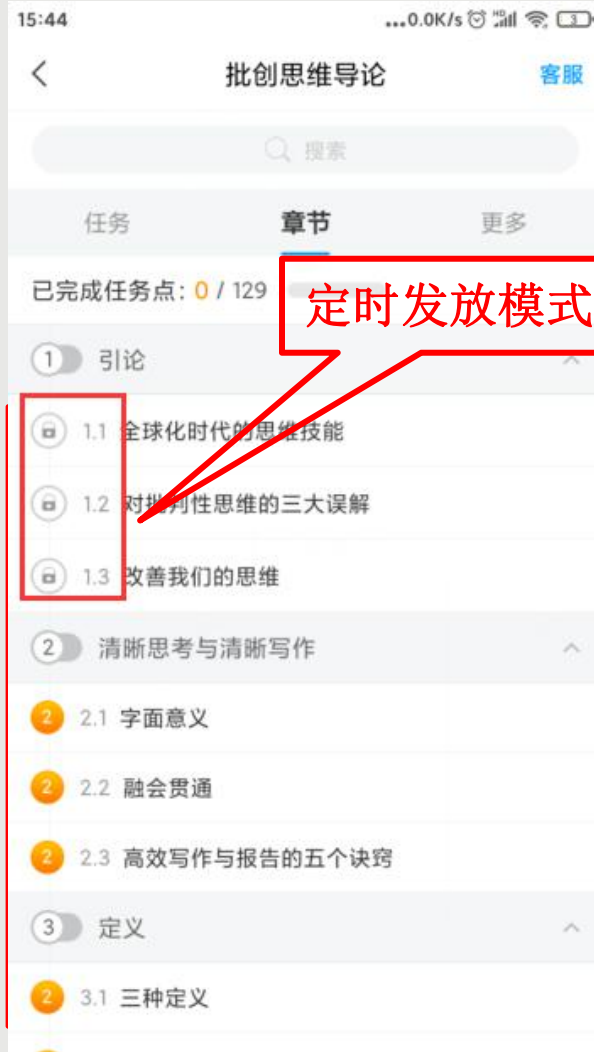 15:44 ...0.0K/s HD 3
批创思维导论 客服
搜索
任务 章节 更多
已完成任务点: 0 / 129
定时发放模式
1 引论
1.1 全球化时代的思维技能
1.2 对批判性思维的三大误解
1.3 改善我们的思维
2 清晰思考与清晰写作
2 2.1 字面意义
2 2.2 融会贯通
2 2.3 高效写作与报告的五个诀窍
3 定义
2 3.1 三种定义